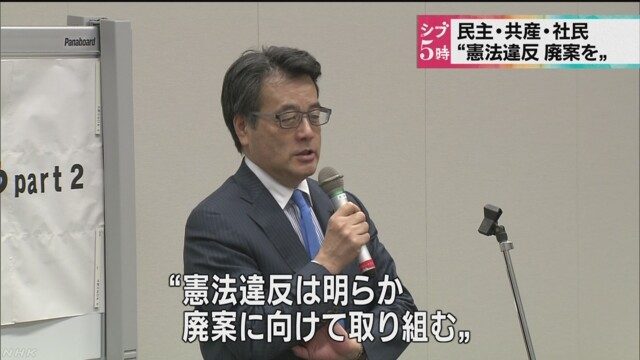 シブ
5時
民主・共産・社民
“憲法違反 廃案を„
Panaboard
part 2
“憲法違反は明らか
廃案に向けて取り組む„
NHK